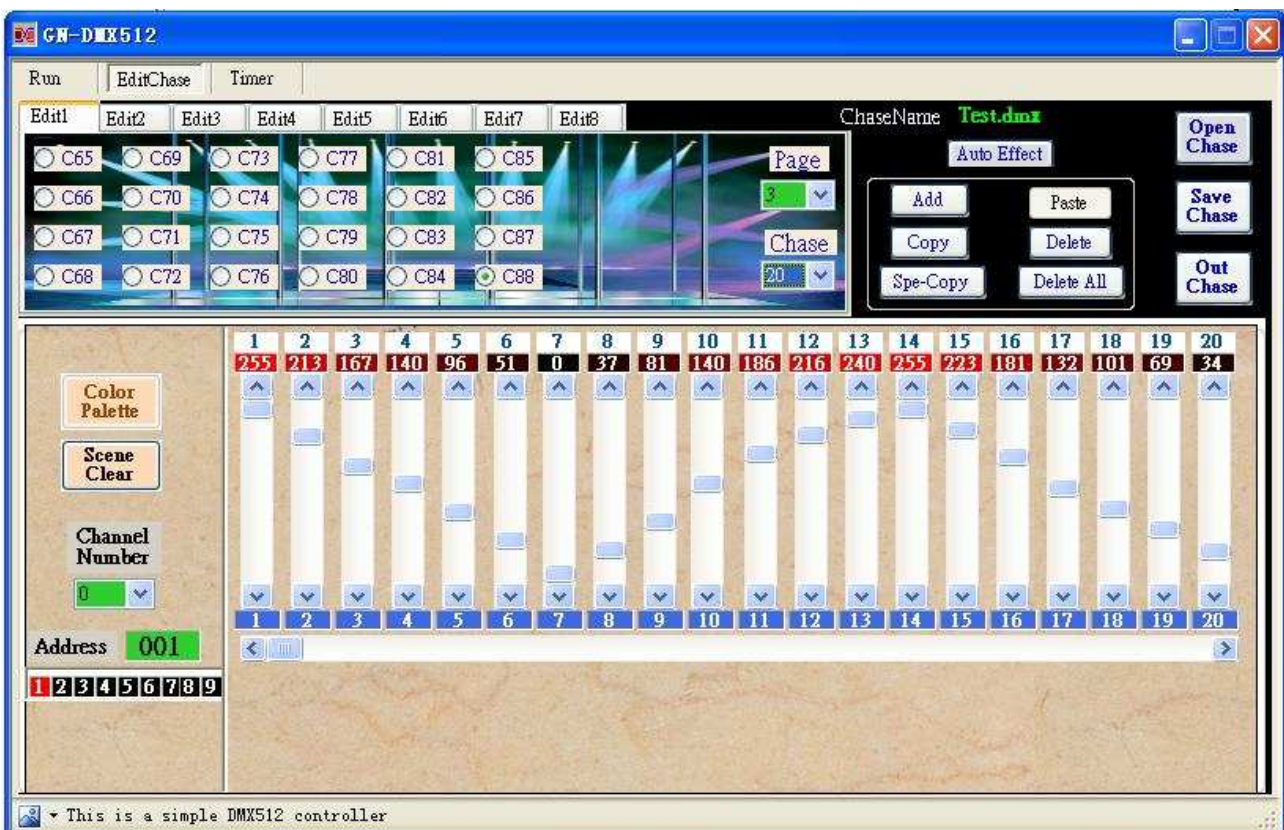 GN-DMX512
Run EditChase Timer
Edit1 Edit2 Edit3 Edit4 Edit5 Edit6 Edit7 Edit8
ChaseName Test.dmx
C65 C69 C73 C77 C81 C85
C66 C70 C74 C78 C82 C86
C67 C71 C75 C79 C83 C87
C68 C72 C76 C80 C84 C88
Page
3
Chase
20
Auto Effect
Add Paste
Copy Delete
Spe-Copy Delete All
Open
Chase
Save
Chase
Out
Chase
Color
Palette
Scene
Clear
Channel
Number
0
Address 001
1 2 3 4 5 6 7 8 9
1 2 3 4 5 6 7 8 9 10 11 12 13 14 15 16 17 18 19 20
255 213 167 140 96 51 0 37 81 140 186 216 240 255 223 181 132 101 69 34
1 2 3 4 5 6 7 8 9 10 11 12 13 14 15 16 17 18 19 20
This is a simple DMX512 controller